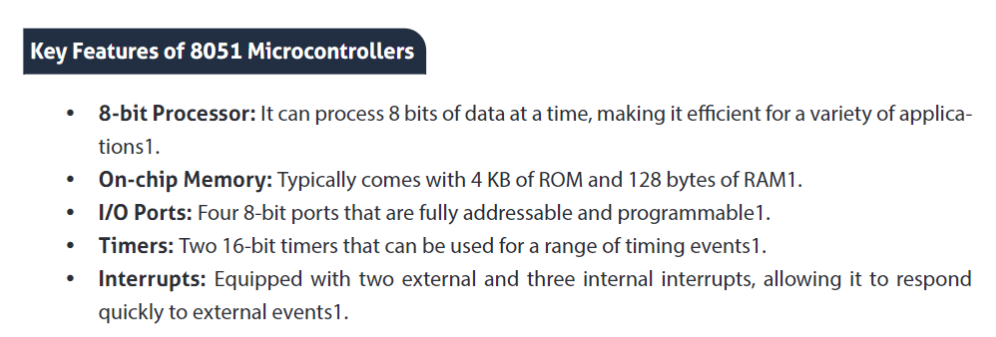 Key Features of 8051 Microcontrollers
• 8-bit Processor: It can process 8 bits of data at a time, making it efficient for a variety of applica-
tions1.
• On-chip Memory: Typically comes with 4 KB of ROM and 128 bytes of RAM1.
• I/O Ports: Four 8-bit ports that are fully addressable and programmable1.
• Timers: Two 16-bit timers that can be used for a range of timing events1.
• Interrupts: Equipped with two external and three internal interrupts, allowing it to respond
quickly to external events1.